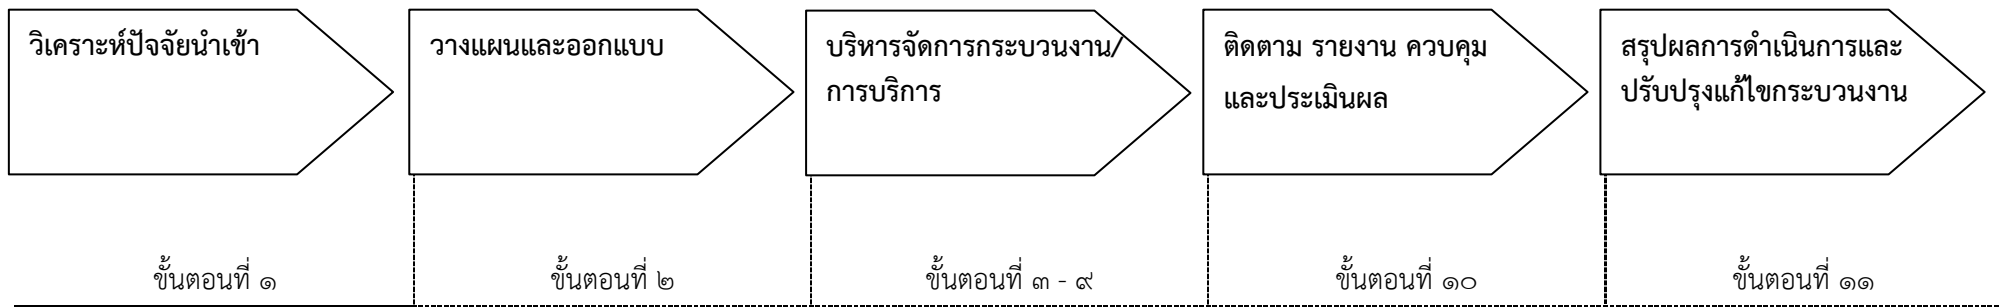 วิเคราะห์ปัจจัยนำเข้า
วางแผนและออกแบบ
บริหารจัดการกระบวนงาน/
การบริการ
ติดตาม รายงาน ควบคุม
และประเมินผล
สรุปผลการดำเนินการและ
ปรับปรุงแก้ไขกระบวนงาน
ขั้นตอนที่ ๑
ขั้นตอนที่ ๒
ขั้นตอนที่ ๓ - ๙
ขั้นตอนที่ ๑๐
ขั้นตอนที่ ๑๑